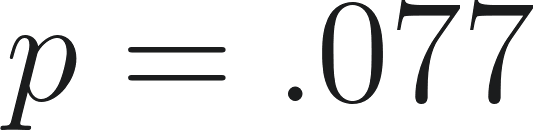 p = .077